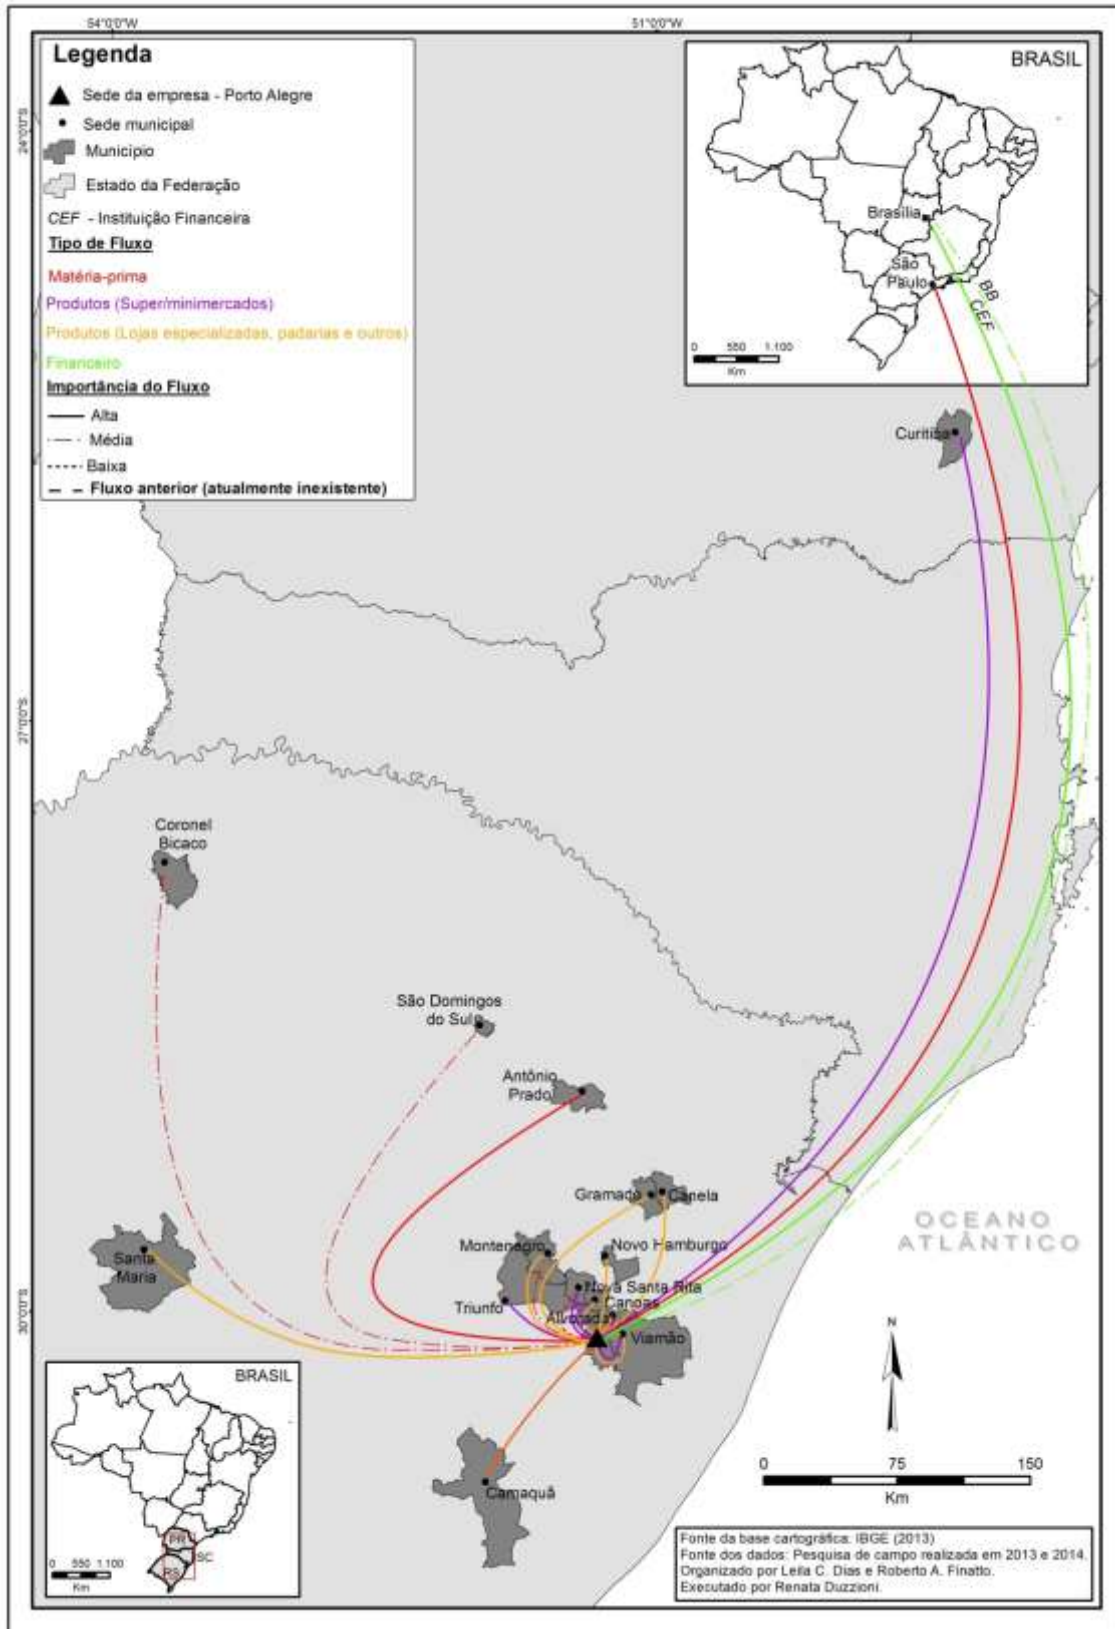 54°0'0"W
51°0'0"W
24°0'0"S
27°0'0"S
30°0'0"S
Legenda
Sede da empresa - Porto Alegre
Sede municipal
Município
Estado da Federação
CEF - Instituição Financeira
Tipo de Fluxo
Matéria-prima
Produtos (Super/minimercados)
Produtos (Lojas especializadas, padarias e outros)
Financeiro
Importância do Fluxo
Alta
Média
Baixa
Fluxo anterior (atualmente inexistente)
BRASIL
Brasília
São
Paulo
BB
CEF
0 550 1.100
Km
Curitiba
Coronel
Bicaco
São Domingos
do Sul
Antônio
Prado
Gramado
Canela
Santa
Maria
Montenegro
Novo Hamburgo
Nova Santa Rita
Triunfo
Canoas
Alvorada
Viamão
Camaquã
OCEANO
ATLÂNTICO
N
0 75 150
Km
BRASIL
PR
SC
RS
0 550 1.100
Km
Fonte da base cartográfica: IBGE (2013)
Fonte dos dados: Pesquisa de campo realizada em 2013 e 2014.
Organizado por Leila C. Dias e Roberto A. Finatto.
Executado por Renata Duzzioni.